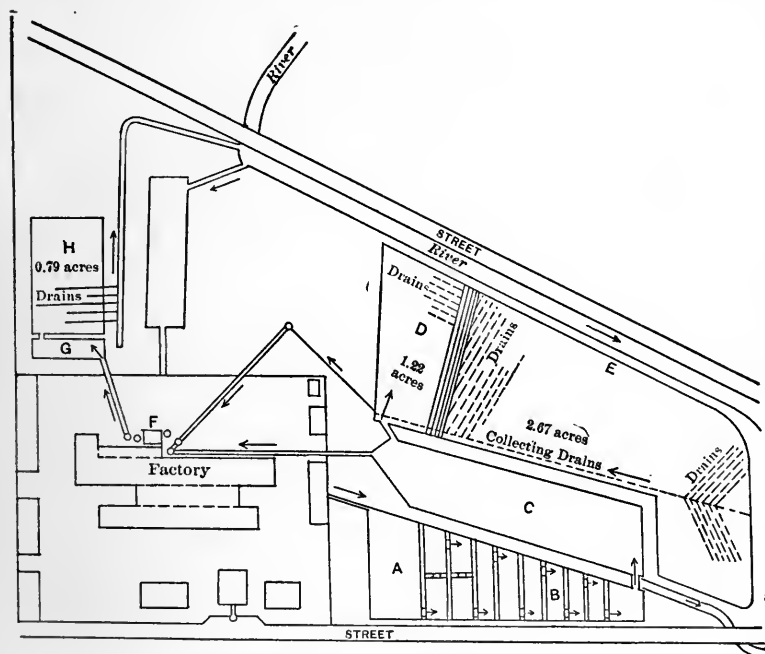 River
STREET
River
H
0.79 acres
Drains
G
Drains
D
1.22
acres
Drains
E
2.67 acres
Collecting Drains
Drains
F
Factory
C
A
B
STREET